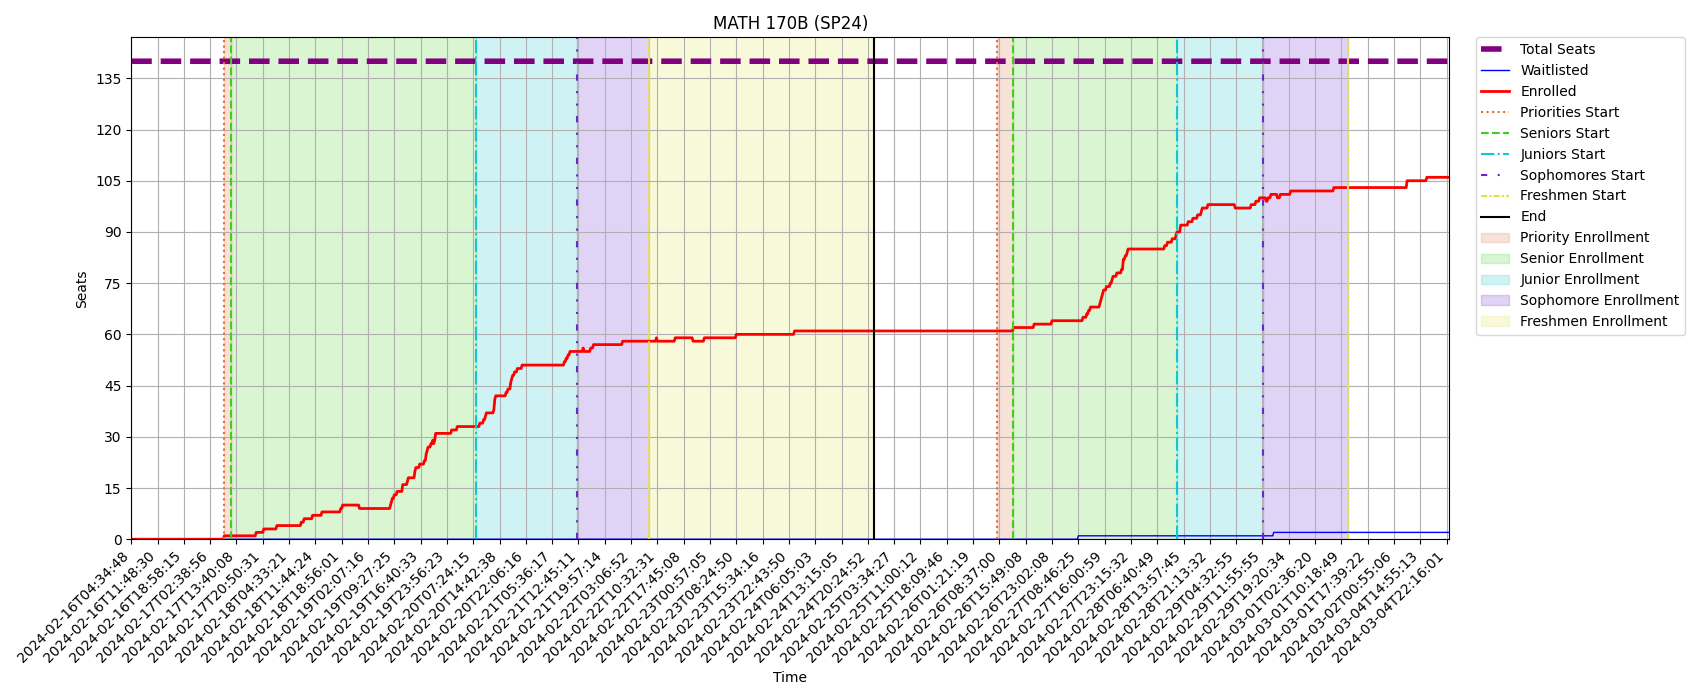 MATH 170B (SP24)
Seats
135
120
105
90
75
60
45
30
15
0
2024-02-16T04:34:48
2024-02-16T11:48:30
2024-02-16T18:58:15
2024-02-17T02:38:56
2024-02-17T13:40:08
2024-02-17T20:50:31
2024-02-18T04:33:21
2024-02-18T11:44:24
2024-02-18T18:56:01
2024-02-19T02:07:16
2024-02-19T09:27:25
2024-02-19T16:40:33
2024-02-19T23:56:23
2024-02-20T07:24:15
2024-02-20T14:42:38
2024-02-20T22:06:16
2024-02-21T05:36:17
2024-02-21T12:45:11
2024-02-21T19:57:14
2024-02-22T03:06:52
2024-02-22T10:32:31
2024-02-22T17:45:08
2024-02-23T00:57:05
2024-02-23T08:24:50
2024-02-23T15:34:16
2024-02-23T22:43:50
2024-02-24T06:05:03
2024-02-24T13:15:05
2024-02-24T20:24:52
2024-02-25T03:34:27
2024-02-25T11:00:12
2024-02-25T18:09:46
2024-02-26T01:21:19
2024-02-26T08:37:00
2024-02-26T15:49:08
2024-02-26T23:02:08
2024-02-27T08:46:25
2024-02-27T16:00:59
2024-02-27T23:15:32
2024-02-28T06:40:49
2024-02-28T13:57:45
2024-02-28T21:13:32
2024-02-29T04:32:55
2024-02-29T11:55:55
2024-02-29T19:20:34
2024-03-01T02:36:20
2024-03-01T10:18:49
2024-03-01T17:39:22
2024-03-02T00:55:06
2024-03-04T14:55:13
2024-03-04T22:16:01
Time
Total Seats
Waitlisted
Enrolled
Priorities Start
Seniors Start
Juniors Start
Sophomores Start
Freshmen Start
End
Priority Enrollment
Senior Enrollment
Junior Enrollment
Sophomore Enrollment
Freshmen Enrollment